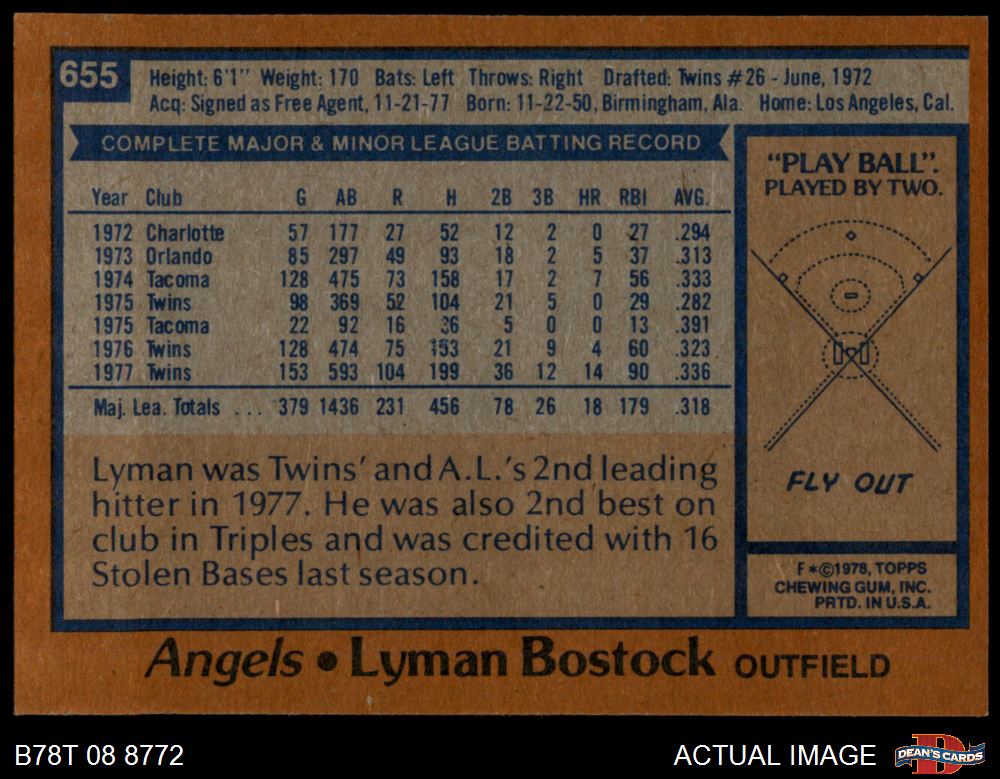 655
Height: 6'1" Weight: 170 Bats: Left Throws: Right Drafted: Twins #26 - June, 1972
Acq: Signed as Free Agent, 11-21-77 Born: 11-22-50, Birmingham, Ala. Home: Los Angeles, Cal.
COMPLETE MAJOR & MINOR LEAGUE BATTING RECORD
Year Club G AB R H 2B 3B HR RBI AVG.
1972 Charlotte 57 177 27 52 12 2 0 27 .294
1973 Orlando 85 297 49 93 18 2 5 37 .313
1974 Tacoma 128 475 73 158 17 2 7 56 .333
1975 Twins 98 369 52 104 21 5 0 29 .282
1975 Tacoma 22 92 16 36 5 0 0 13 .391
1976 Twins 128 474 75 153 21 9 4 60 .323
1977 Twins 153 593 104 199 36 12 14 90 .336
Maj. Lea. Totals ... 379 1436 231 456 78 26 18 179 .318
Lyman was Twins' and A.L.'s 2nd leading
hitter in 1977. He was also 2nd best on
club in Triples and was credited with 16
Stolen Bases last season.
"PLAY BALL".
PLAYED BY TWO.
FLY OUT
F*©1978, TOPPS
CHEWING GUM, INC.
PRTD. IN U.S.A.
Angels • Lyman Bostock OUTFIELD
B78T 08 8772
ACTUAL IMAGE
D
DEAN'S CARDS